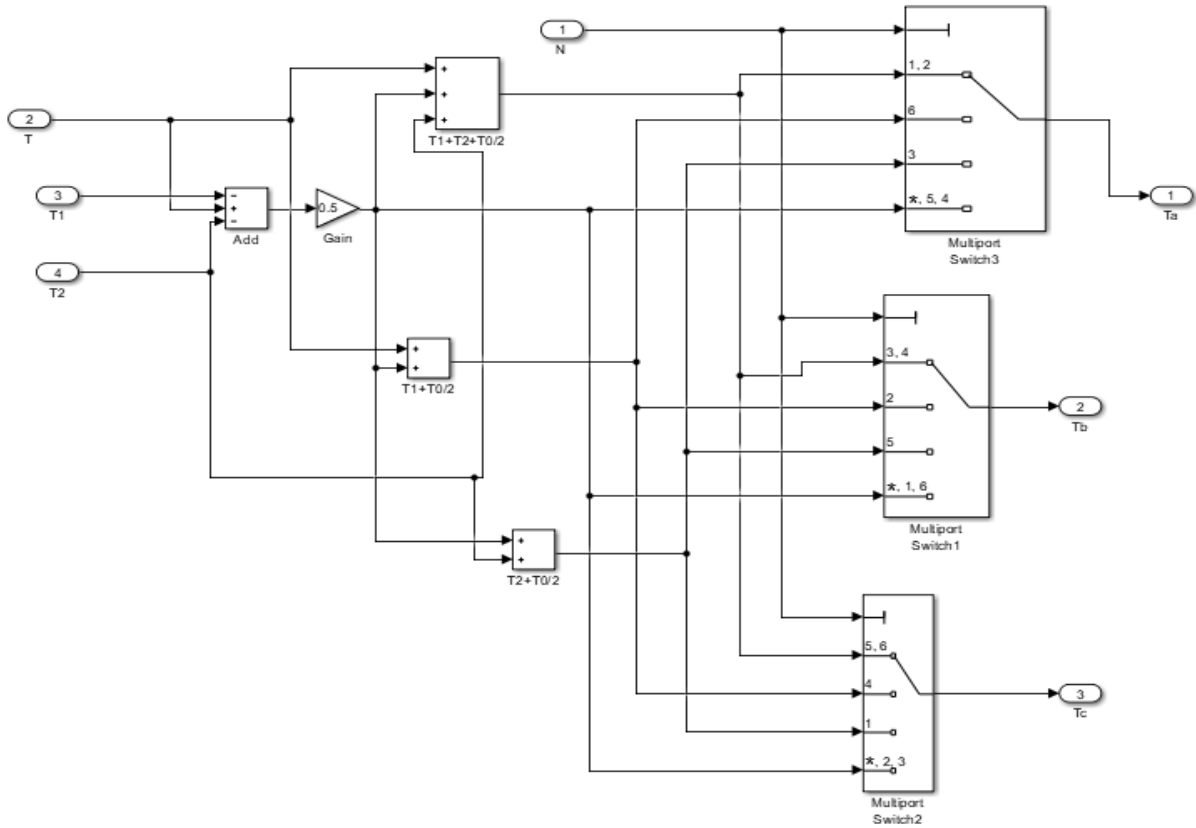 1
N
1, 2
6
3
*, 5, 4
Multiport
Switch3
1
Ta
2
T
3
T1
4
T2
-
+
-
Add
0.5
Gain
+
+
+
T1+T2+T0/2
+
+
T1+T0/2
+
+
T2+T0/2
3, 4
2
5
*, 1, 6
Multiport
Switch1
2
Tb
5, 6
4
1
*, 2, 3
Multiport
Switch2
3
Tc